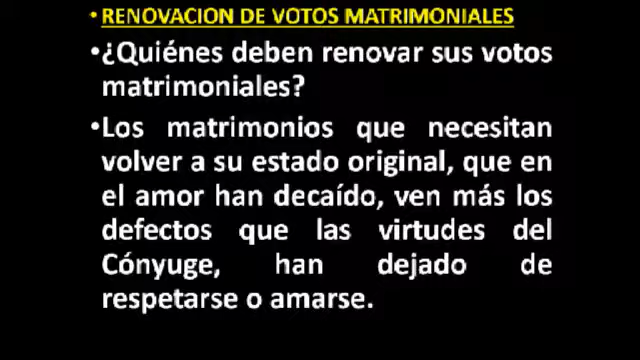 • RENOVACION DE VOTOS MATRIMONIALES
•¿Quiénes deben renovar sus votos
matrimoniales?
•Los matrimonios que necesitan
volver a su estado original, que en
el amor han decaído, ven más los
defectos que las virtudes del
Cónyuge, han dejado de
respetarse o amarse.